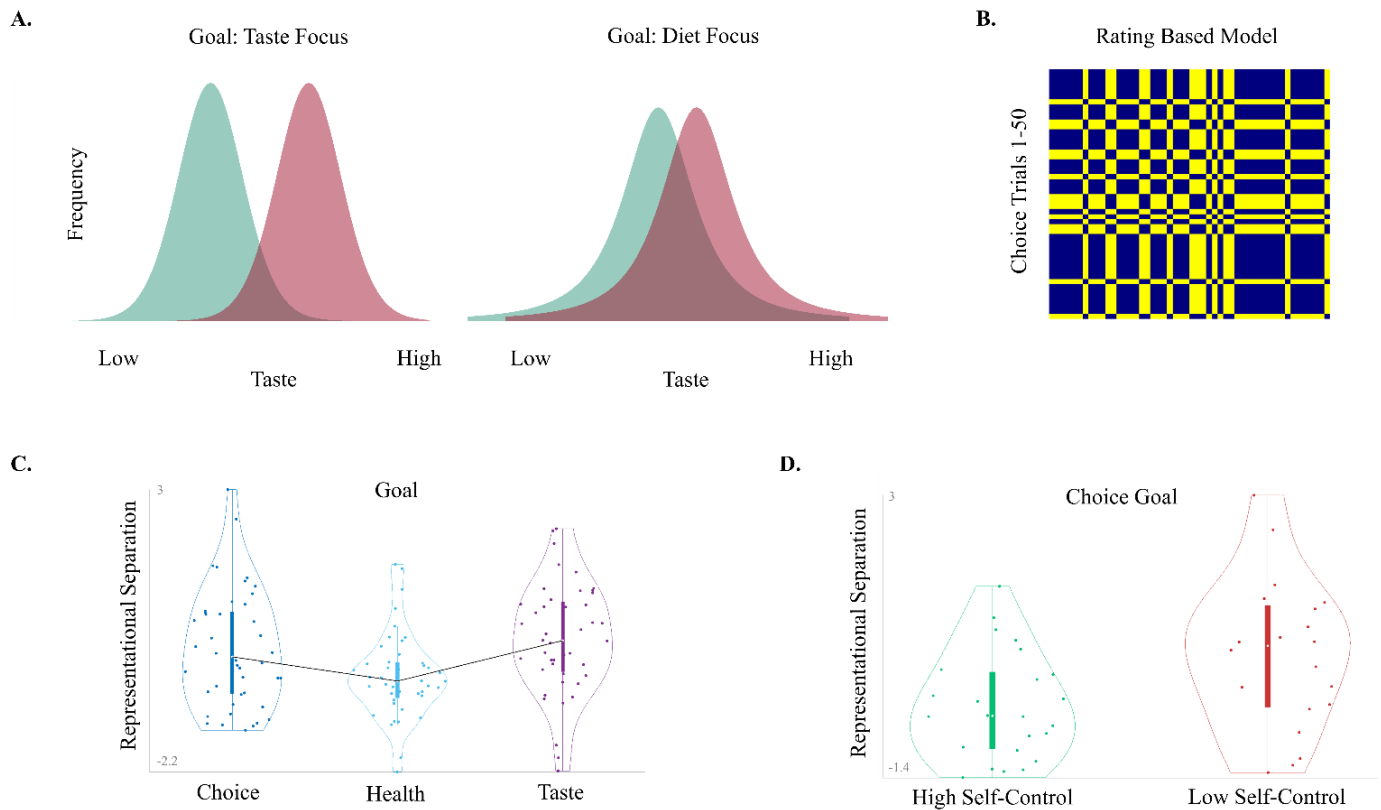 A.
Goal: Taste Focus
Goal: Diet Focus
Frequency
Low
High
Taste
Low
High
Taste
B.
Rating Based Model
Choice Trials 1-50
C.
Goal
3
Representational Separation
-2.2
Choice
Health
Taste
D.
Choice Goal
3
Representational Separation
-1.4
High Self-Control
Low Self-Control